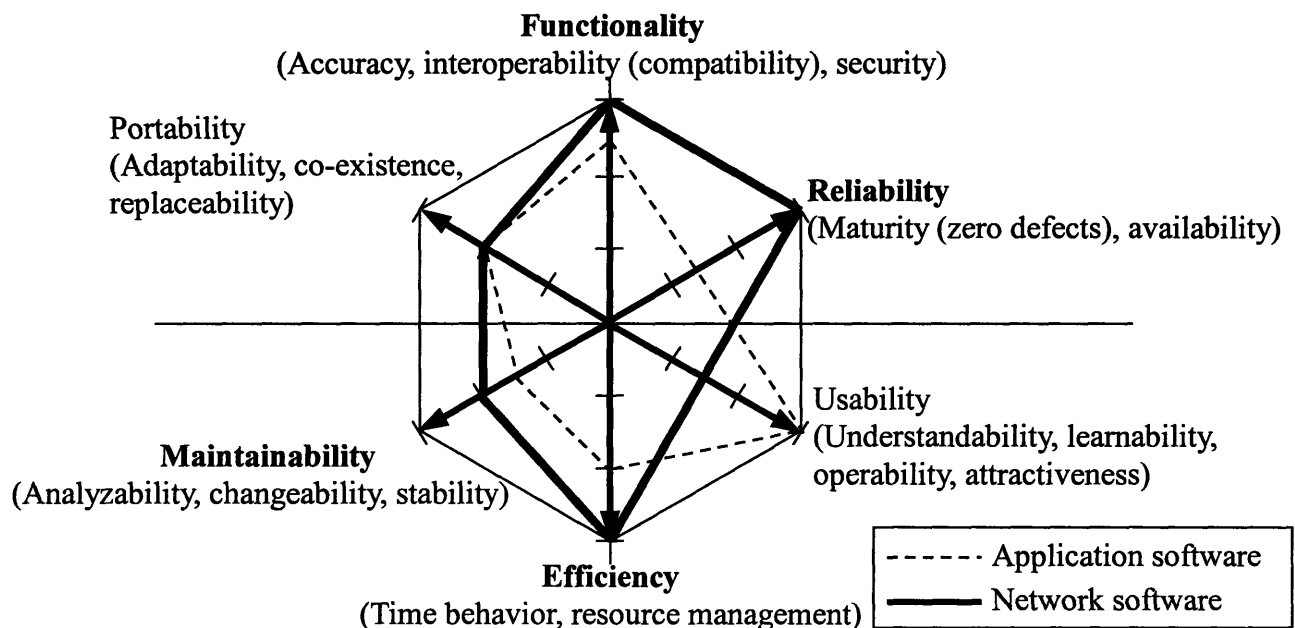 Functionality
(Accuracy, interoperability (compatibility), security)
Portability
(Adaptability, co-existence,
replaceability)
Reliability
(Maturity (zero defects), availability)
Usability
(Understandability, learnability,
operability, attractiveness)
Maintainability
(Analyzability, changeability, stability)
Efficiency
(Time behavior, resource management)
Application software
Network software